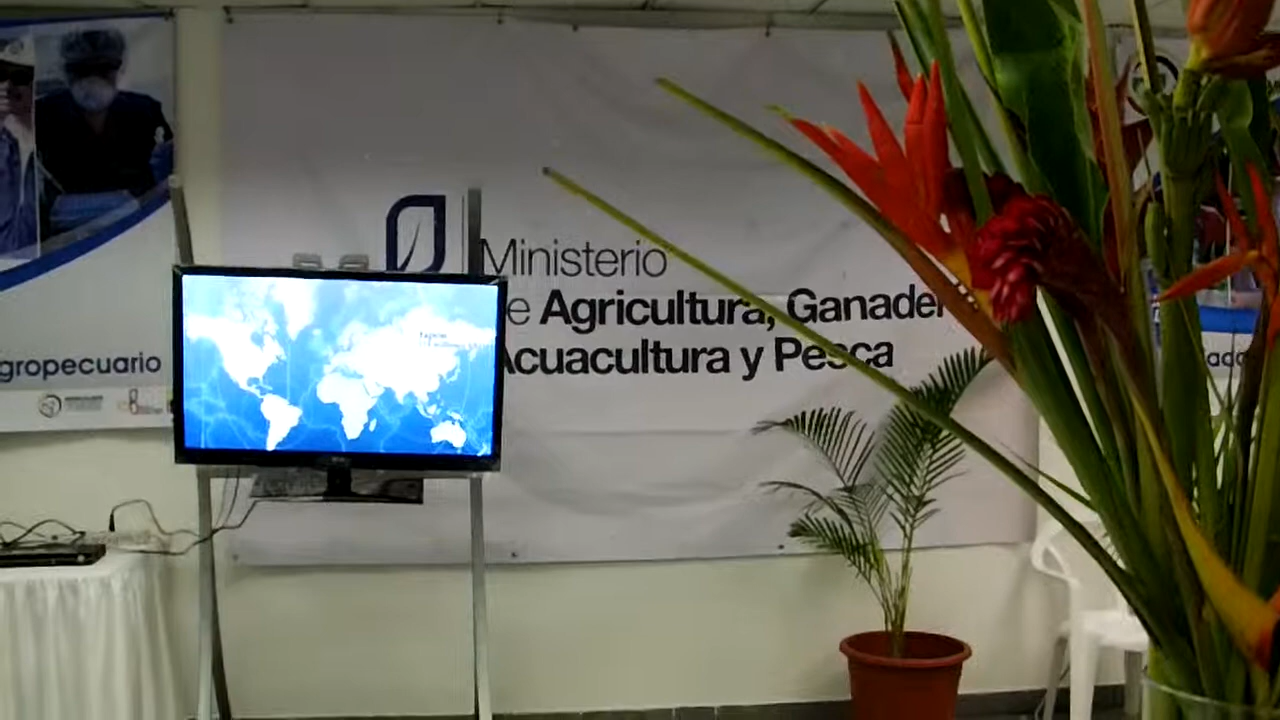 Ministerio
e Agricultura, Ganader
Acuacultura y Pesca
gropecuario